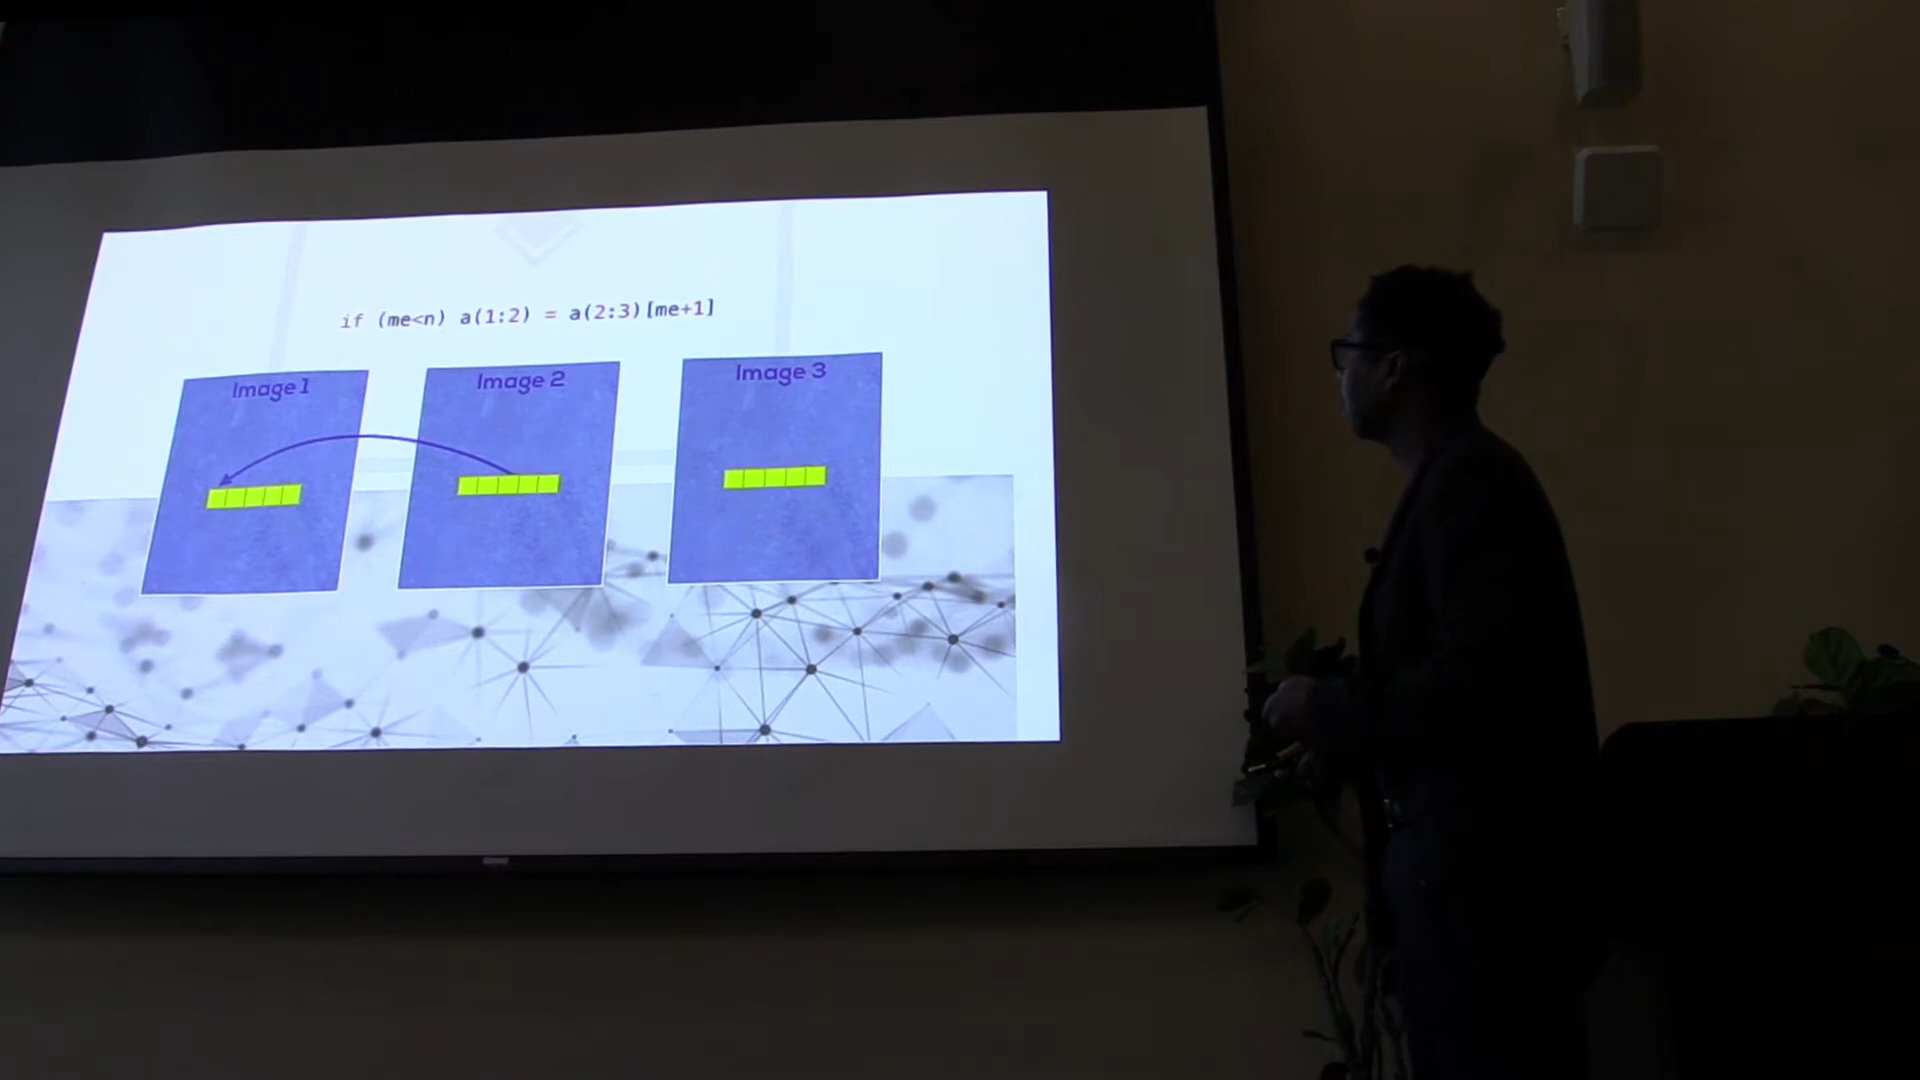 if (me<n) a(1:2) = a(2:3)[me+1]
Image 1
Image 2
Image 3